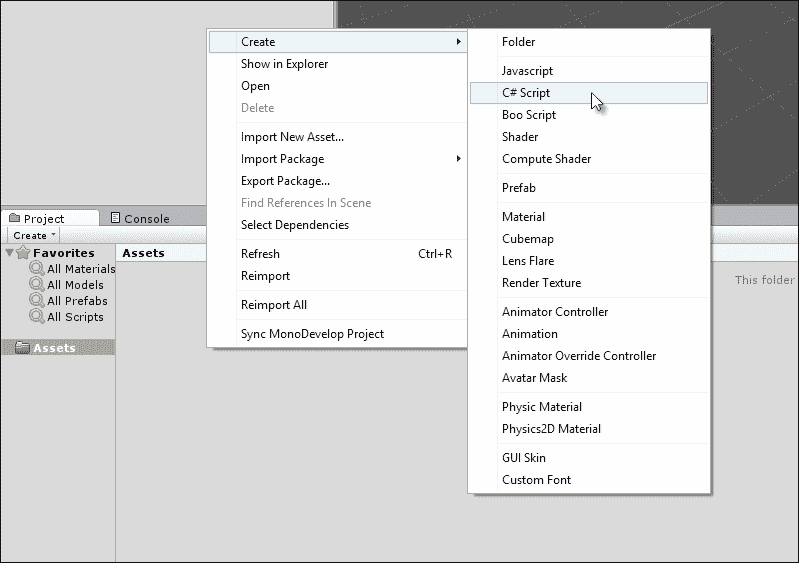 Create
Show in Explorer
Open
Delete
Import New Asset...
Import Package
Export Package...
Find References In Scene
Select Dependencies
Refresh Ctrl+R
Reimport
Reimport All
Sync MonoDevelop Project
Folder
Javascript
C# Script
Boo Script
Shader
Compute Shader
Prefab
Material
Cubemap
Lens Flare
Render Texture
Animator Controller
Animation
Animator Override Controller
Avatar Mask
Physic Material
Physics2D Material
GUI Skin
Custom Font
Project
Console
Create
Favorites
All Materials
All Models
All Prefabs
All Scripts
Assets
Assets
This folder